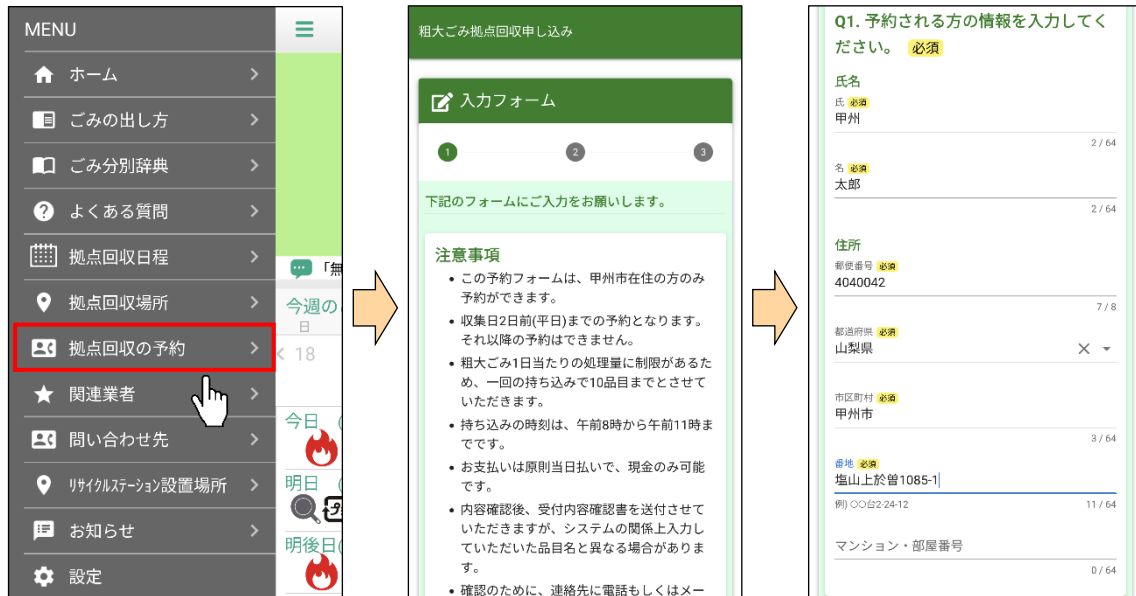 MENU
ホーム
ごみの出し方
ごみ分別辞典
よくある質問
拠点回収日程
拠点回収場所
拠点回収の予約
関連業者
問い合わせ先
リサイクルステーション設置場所
お知らせ
設定
「無
今週の
日
18
今日
明日
明後日(
粗大ごみ拠点回収申し込み
入力フォーム
1 2 3
下記のフォームにご入力をお願いします。
注意事項
• この予約フォームは、甲州市在住の方のみ
予約ができます。
• 収集日2日前(平日)までの予約となります。
それ以降の予約はできません。
• 粗大ごみ1日当たりの処理量に制限があるた
め、一回の持ち込みで10品目までとさせて
いただきます。
• 持ち込みの時刻は、午前8時から午前11時ま
でです。
• お支払いは原則当日払いで、現金のみ可能
です。
• 内容確認後、受付内容確認書を送付させて
いただきますが、システムの関係上入力し
ていただいた品目名と異なる場合がありま
す。
• 確認のために、連絡先に電話もしくはメー
Q1. 予約される方の情報を入力してく
ださい。 必須
氏名
氏 必須
甲州
2 / 64
名 必須
太郎
2 / 64
住所
郵便番号 必須
4040042
7 / 8
都道府県 必須
山梨県
市区町村 必須
甲州市
3 / 64
番地 必須
塩山上於曽1085-1
例) 〇〇台2-24-12 11 / 64
マンション・部屋番号
0 / 64